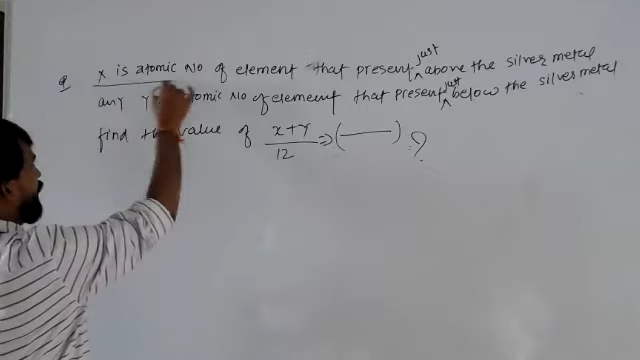 Q x is atomic No of element that present just above the silver metal
any Y is atomic No of element that present just below the silver metal
find the value of x+Y/12 ⇒ (———) ?